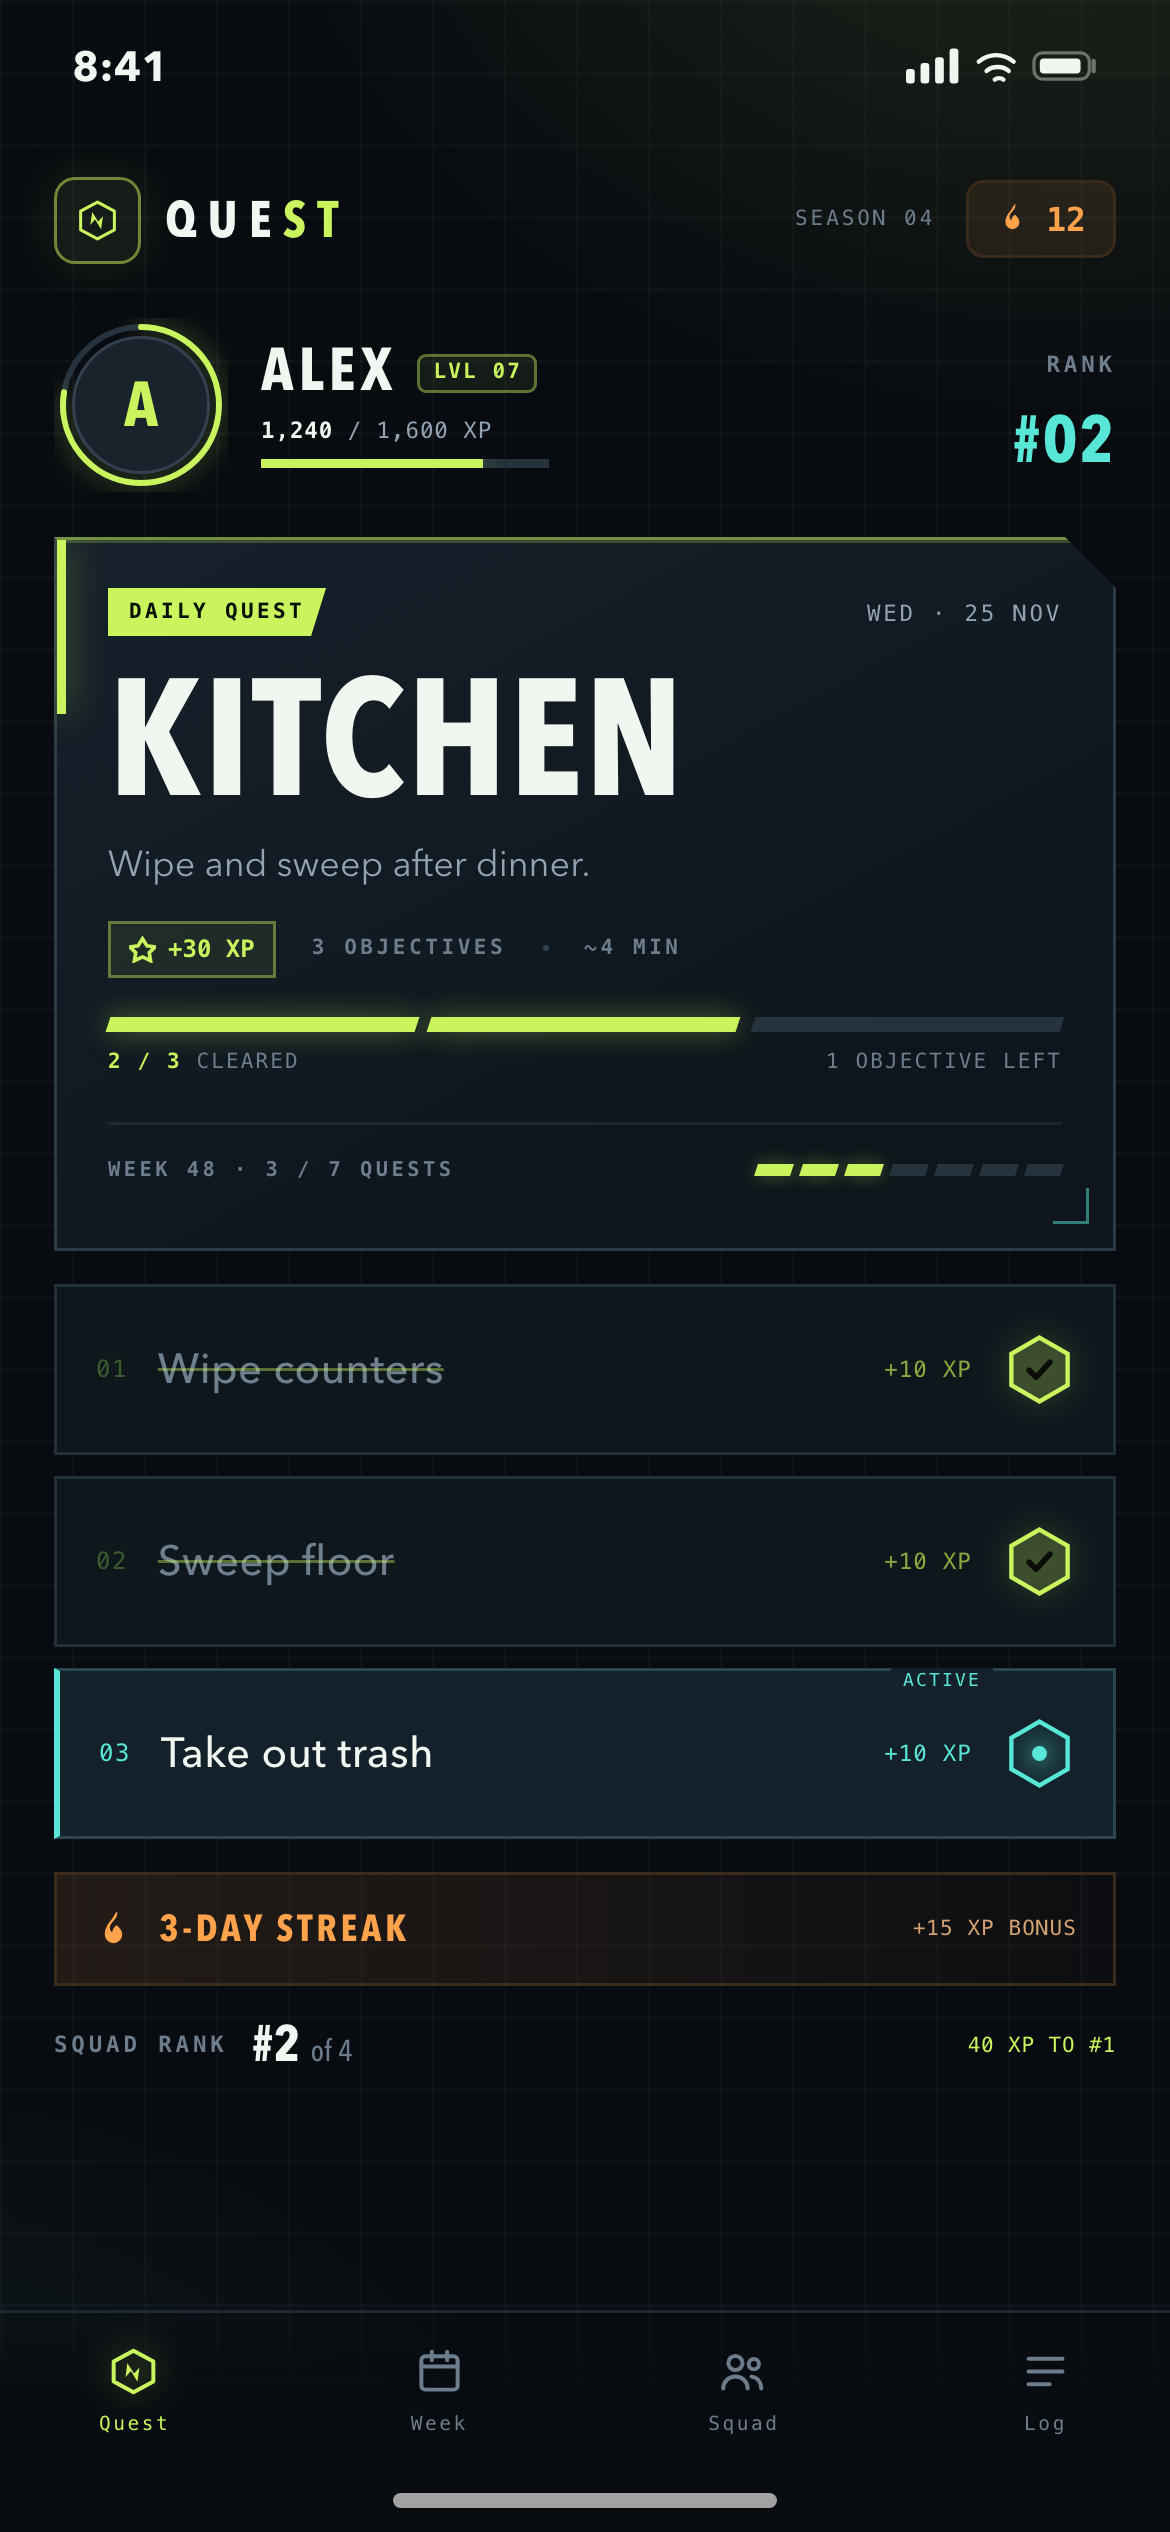 8:41
QUEST
SEASON 04
12
A
ALEX
LVL 07
1,240 / 1,600 XP
RANK
#02
DAILY QUEST
WED · 25 NOV
KITCHEN
Wipe and sweep after dinner.
+30 XP
3 OBJECTIVES · ~4 MIN
2 / 3 CLEARED
1 OBJECTIVE LEFT
WEEK 48 · 3 / 7 QUESTS
01 Wipe counters +10 XP
02 Sweep floor +10 XP
ACTIVE
03 Take out trash +10 XP
3-DAY STREAK
+15 XP BONUS
SQUAD RANK #2 of 4
40 XP TO #1
Quest
Week
Squad
Log